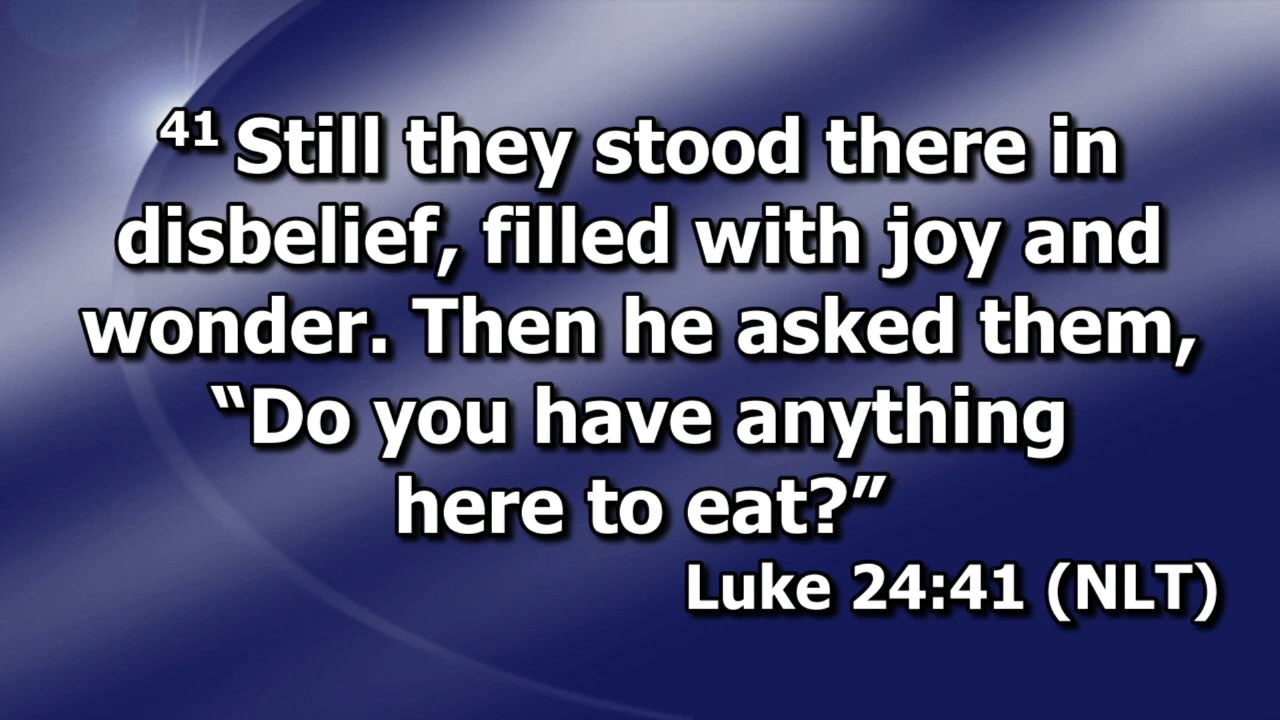 41 Still they stood there in
disbelief, filled with joy and
wonder. Then he asked them,
“Do you have anything
here to eat?”
Luke 24:41 (NLT)